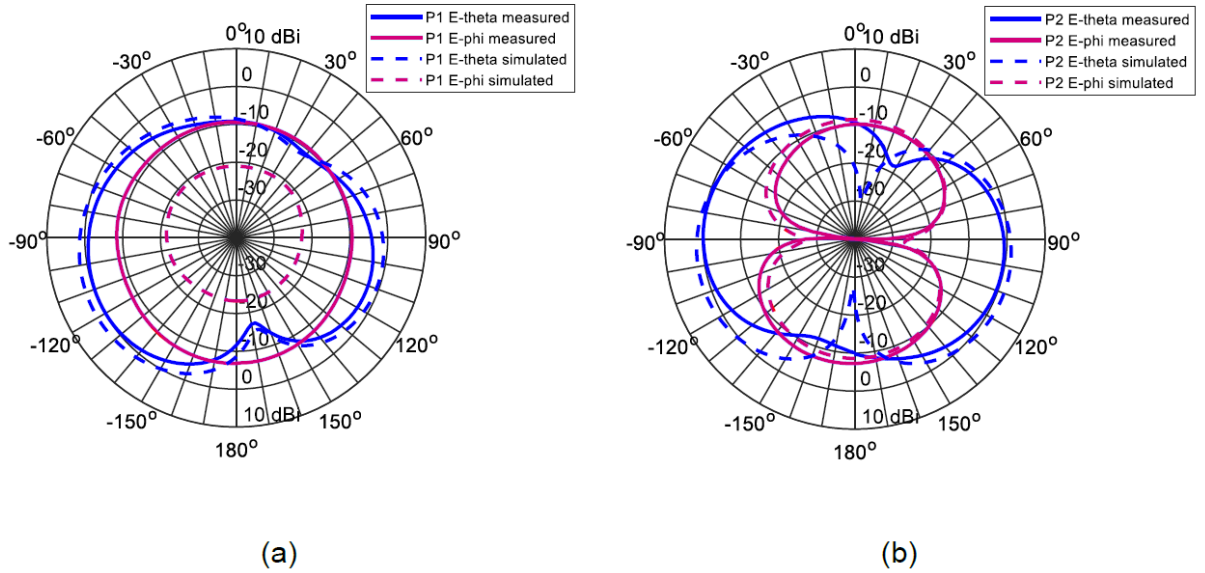 P1 E-theta measured
P1 E-phi measured
P1 E-theta simulated
P1 E-phi simulated
0° 10 dBi
-30° 30°
-60° 60°
-90° 90°
-120° 120°
-150° 150°
180°
0
-10
-20
-30
-30
-20
-10
0
10 dBi
(a)
P2 E-theta measured
P2 E-phi measured
P2 E-theta simulated
P2 E-phi simulated
0° 10 dBi
-30° 30°
-60° 60°
-90° 90°
-120° 120°
-150° 150°
180°
0
-10
-20
-30
-30
-20
-10
0
10 dBi
(b)